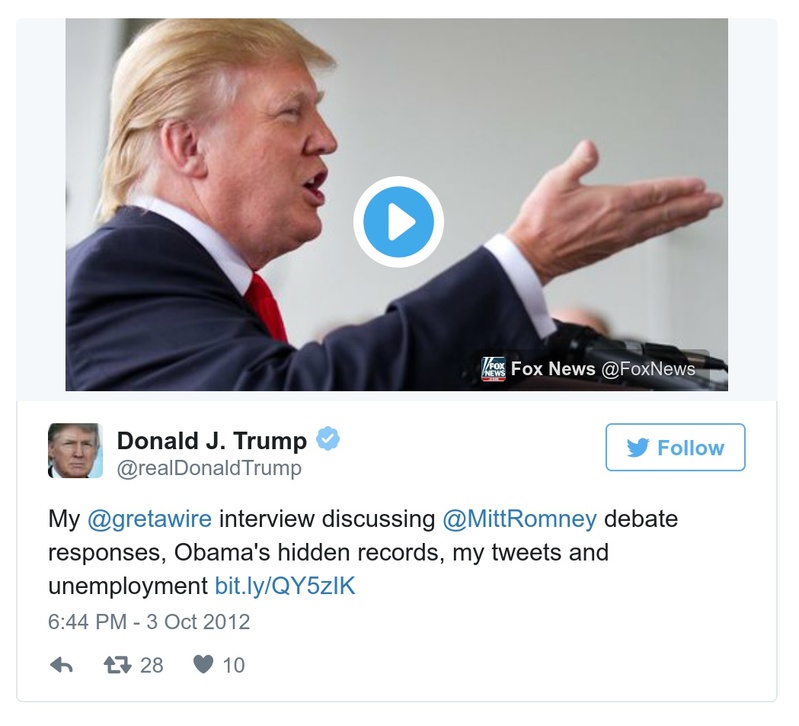 FOX
NEWS
Fox News @FoxNews
Donald J. Trump
@realDonaldTrump
Follow
My @gretawire interview discussing @MittRomney debate
responses, Obama's hidden records, my tweets and
unemployment bit.ly/QY5zlK
6:44 PM - 3 Oct 2012
28 10